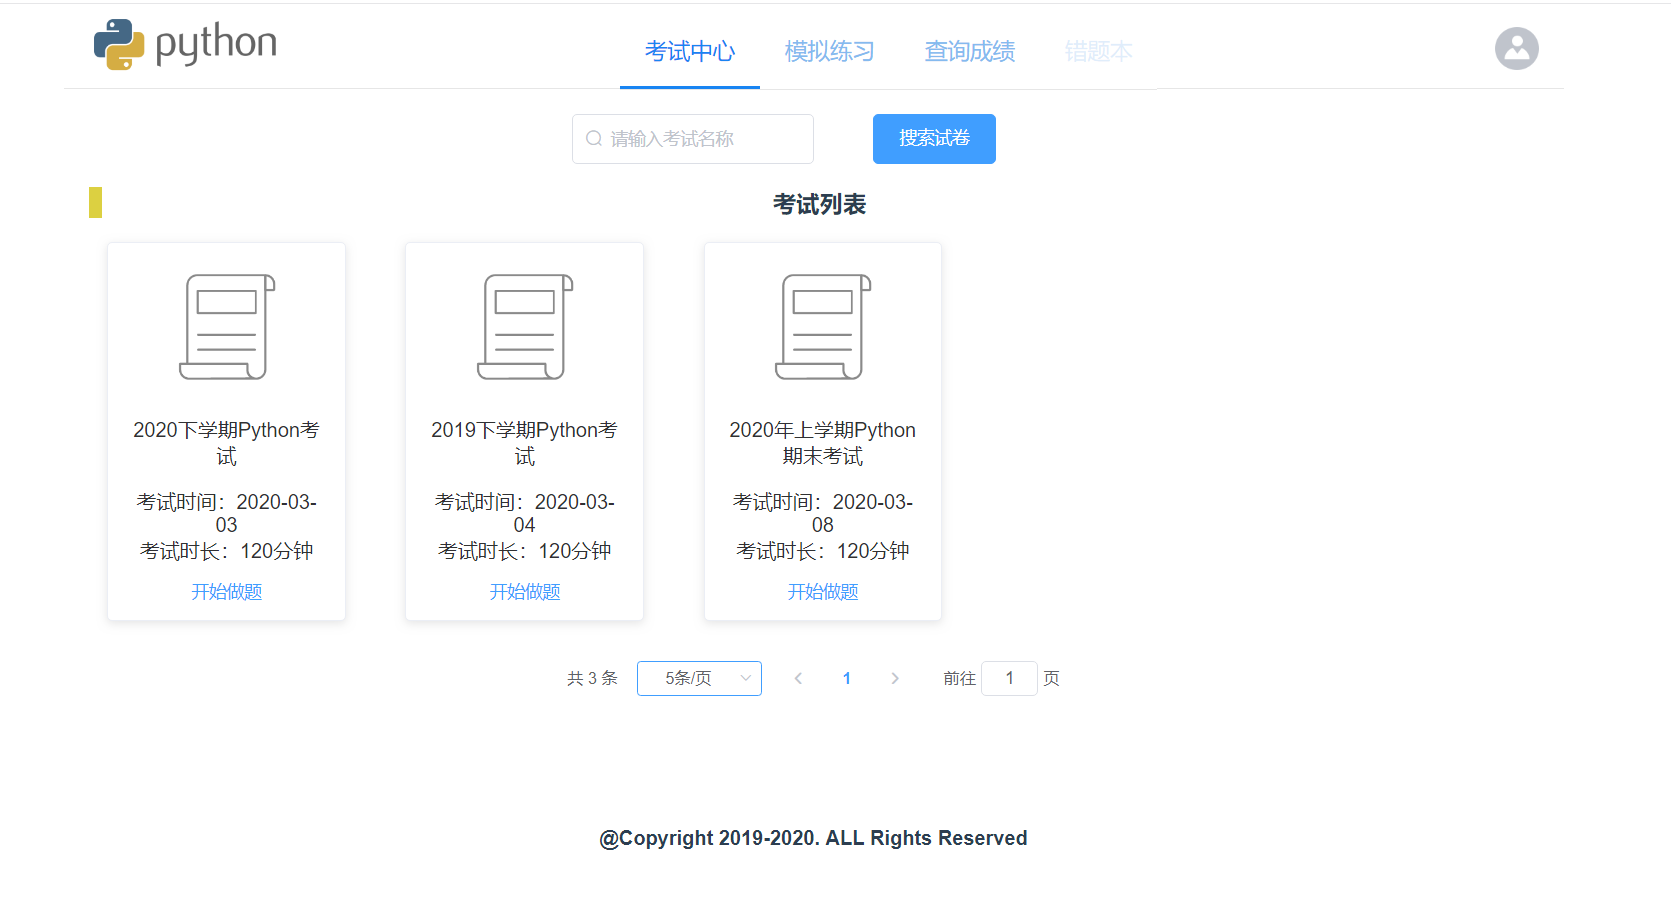 python
考试中心 模拟练习 查询成绩 错题本
请输入考试名称 搜索试卷
考试列表
2020下学期Python考
试
考试时间：2020-03-
03
考试时长：120分钟
开始做题
2019下学期Python考
试
考试时间：2020-03-
04
考试时长：120分钟
开始做题
2020年上学期Python
期末考试
考试时间：2020-03-
08
考试时长：120分钟
开始做题
共 3 条 5条/页 1 前往 1 页
@Copyright 2019-2020. ALL Rights Reserved